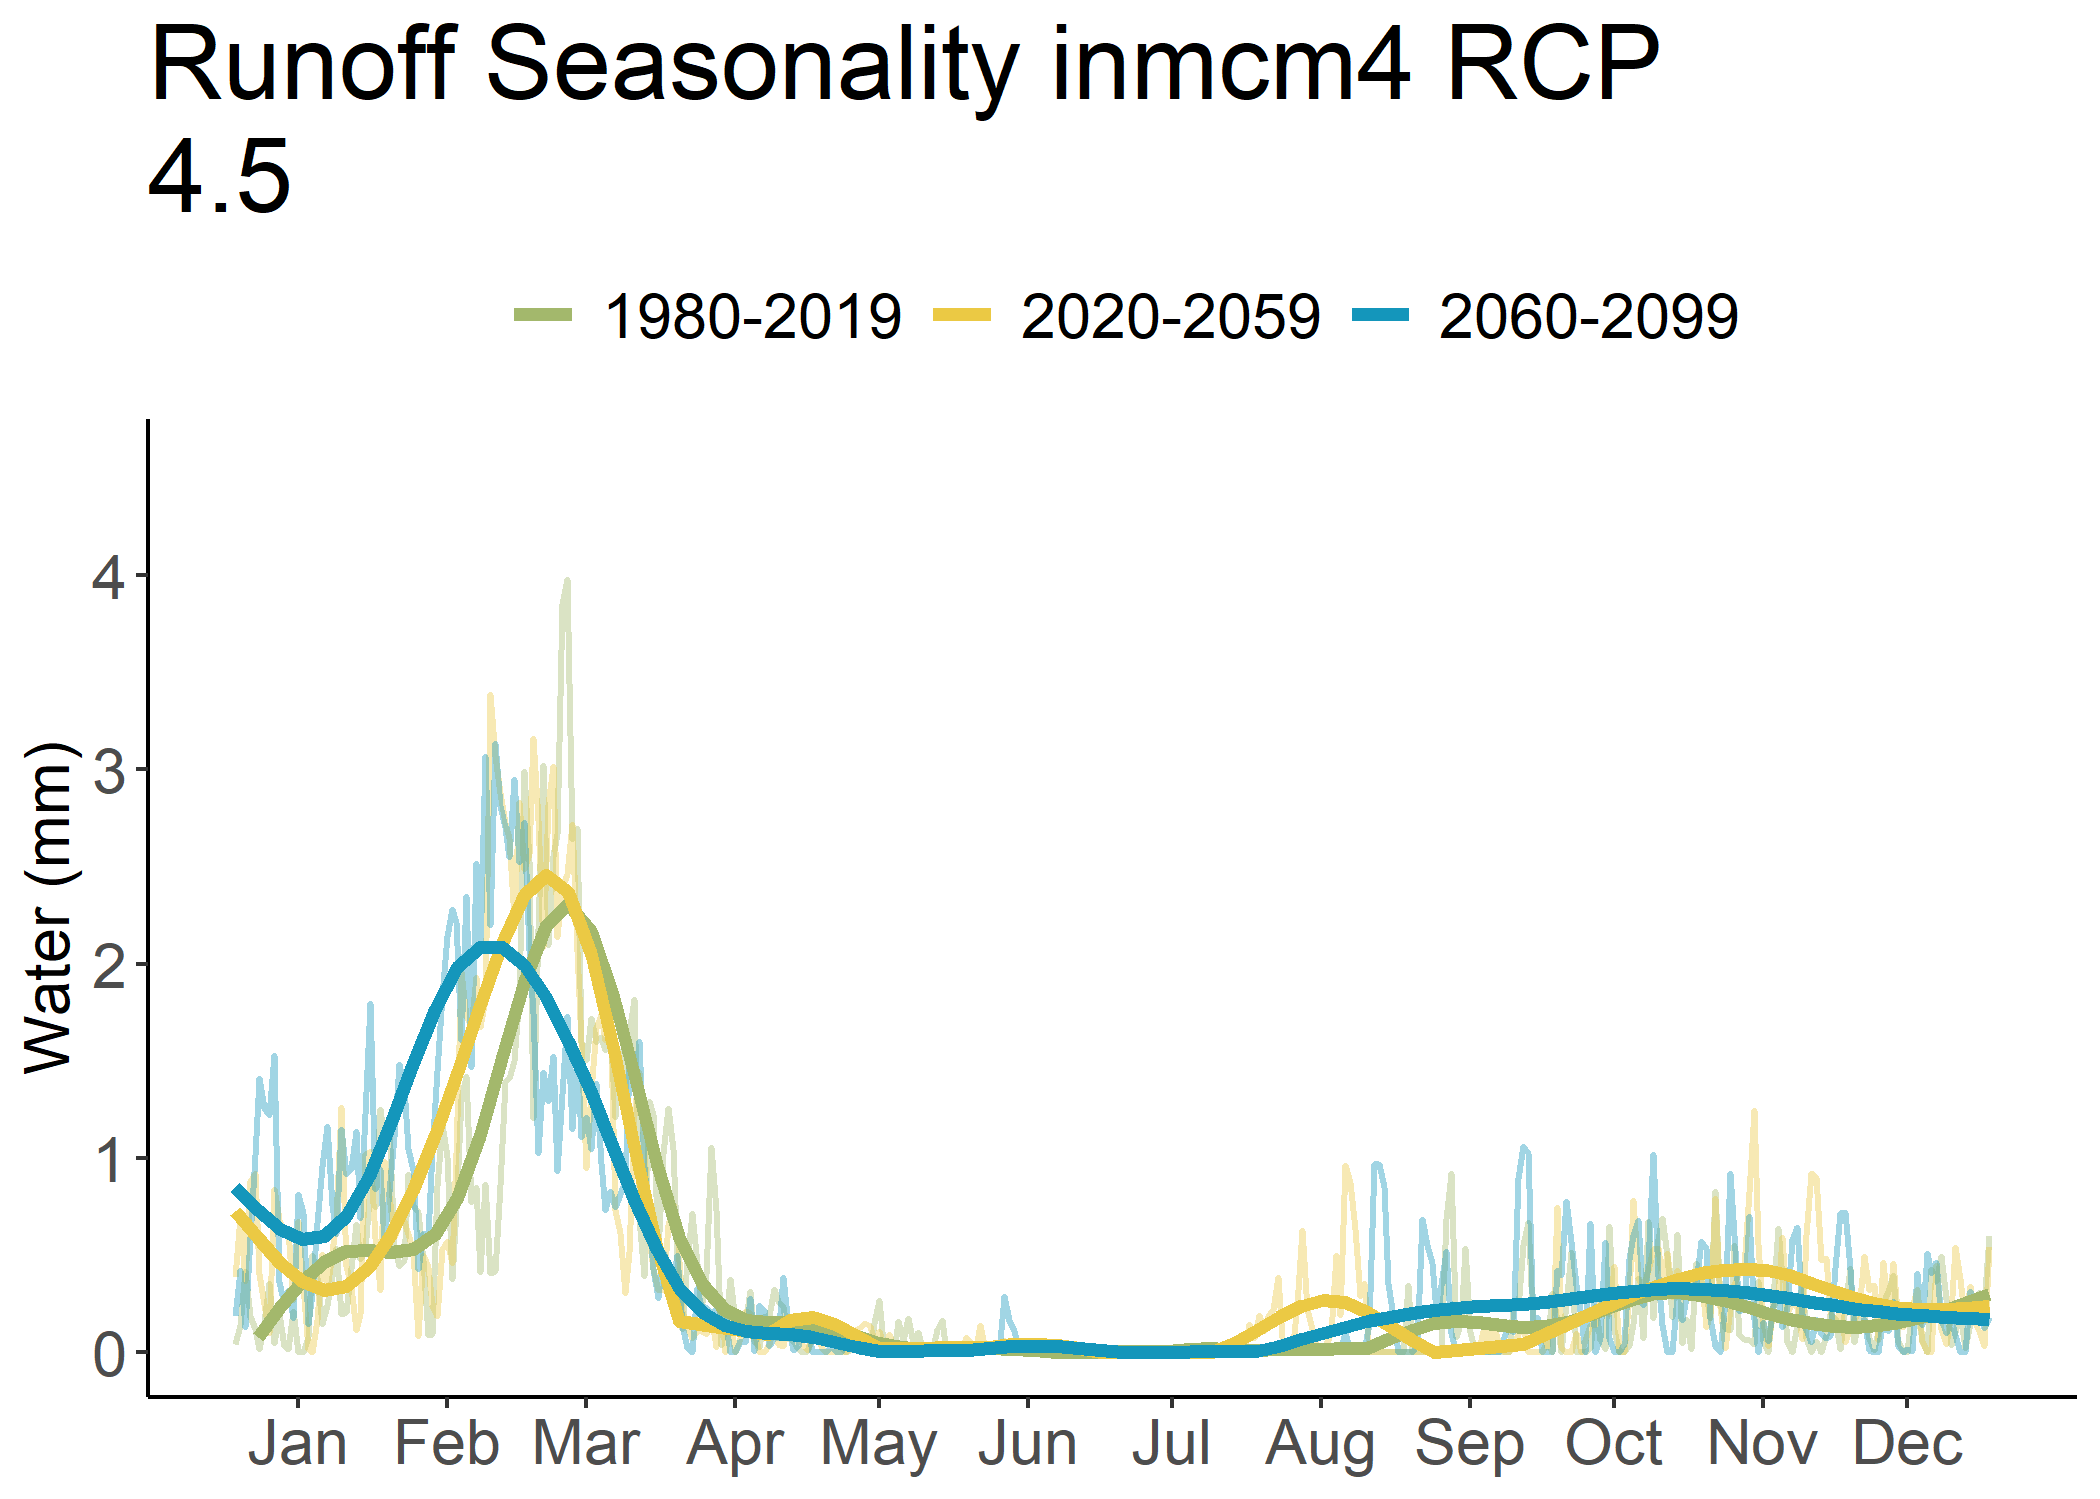 Runoff Seasonality inmcm4 RCP
4.5
1980-2019 2020-2059 2060-2099
Water (mm)
4
3
2
1
0
Jan Feb Mar Apr May Jun Jul Aug Sep Oct Nov Dec